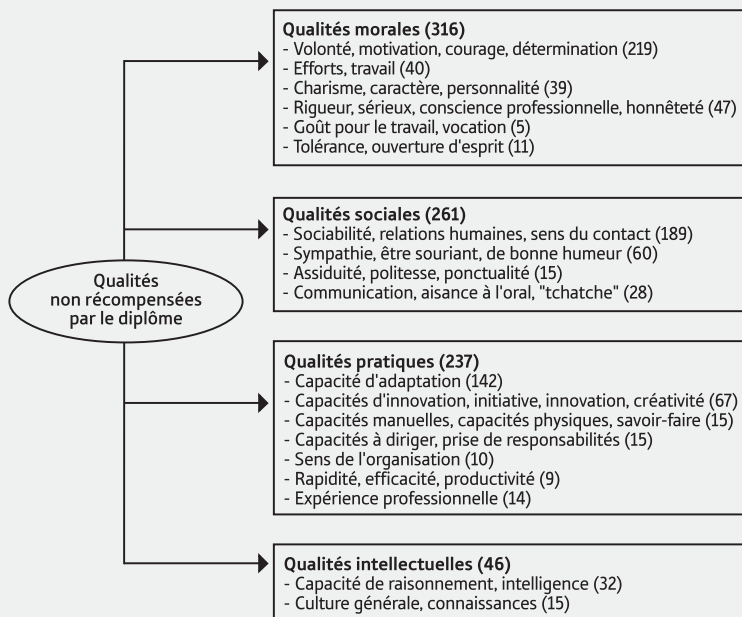 Qualités morales (316)
- Volonté, motivation, courage, détermination (219)
- Efforts, travail (40)
- Charisme, caractère, personnalité (39)
- Rigueur, sérieux, conscience professionnelle, honnêteté (47)
- Goût pour le travail, vocation (5)
- Tolérance, ouverture d'esprit (11)
Qualités sociales (261)
- Sociabilité, relations humaines, sens du contact (189)
- Sympathie, être souriant, de bonne humeur (60)
- Assiduité, politesse, ponctualité (15)
- Communication, aisance à l'oral, "tchatche" (28)
Qualités
non récompensées
par le diplôme
Qualités pratiques (237)
- Capacité d'adaptation (142)
- Capacités d'innovation, initiative, innovation, créativité (67)
- Capacités manuelles, capacités physiques, savoir-faire (15)
- Capacités à diriger, prise de responsabilités (15)
- Sens de l'organisation (10)
- Rapidité, efficacité, productivité (9)
- Expérience professionnelle (14)
Qualités intellectuelles (46)
- Capacité de raisonnement, intelligence (32)
- Culture générale, connaissances (15)